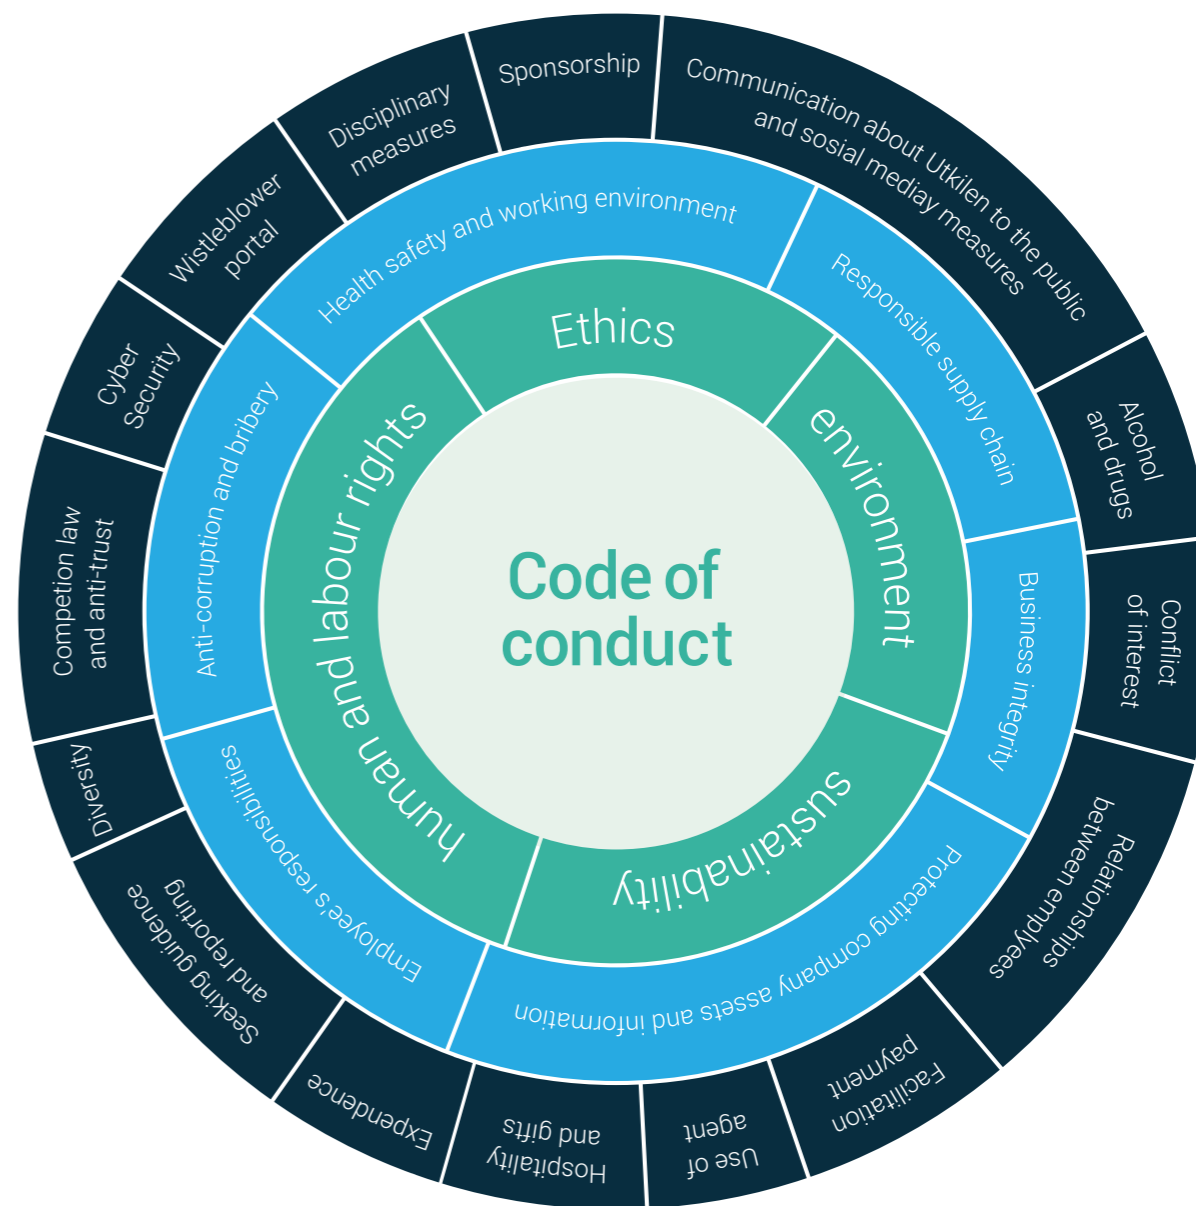 Code of
conduct
Ethics
environment
sustainability
human and labour rights
Health safety and working environment
Responsible supply chain
Business integrity
Protecting company assets and information
Employee's responsibilities
Anti-corruption and bribery
Sponsorship
Communication about Utkilen to the public
and sosial mediay measures
Alcohol
and drugs
Conflict
of interest
Relationships
between emplyees
Facilitation
payment
Use of
agent
Hospitality
and gifts
Expendence
Seeking guidence
and reporting
Diversity
Competion law
and anti-trust
Cyber
Security
Wistleblower
portal
Disciplinary
measures